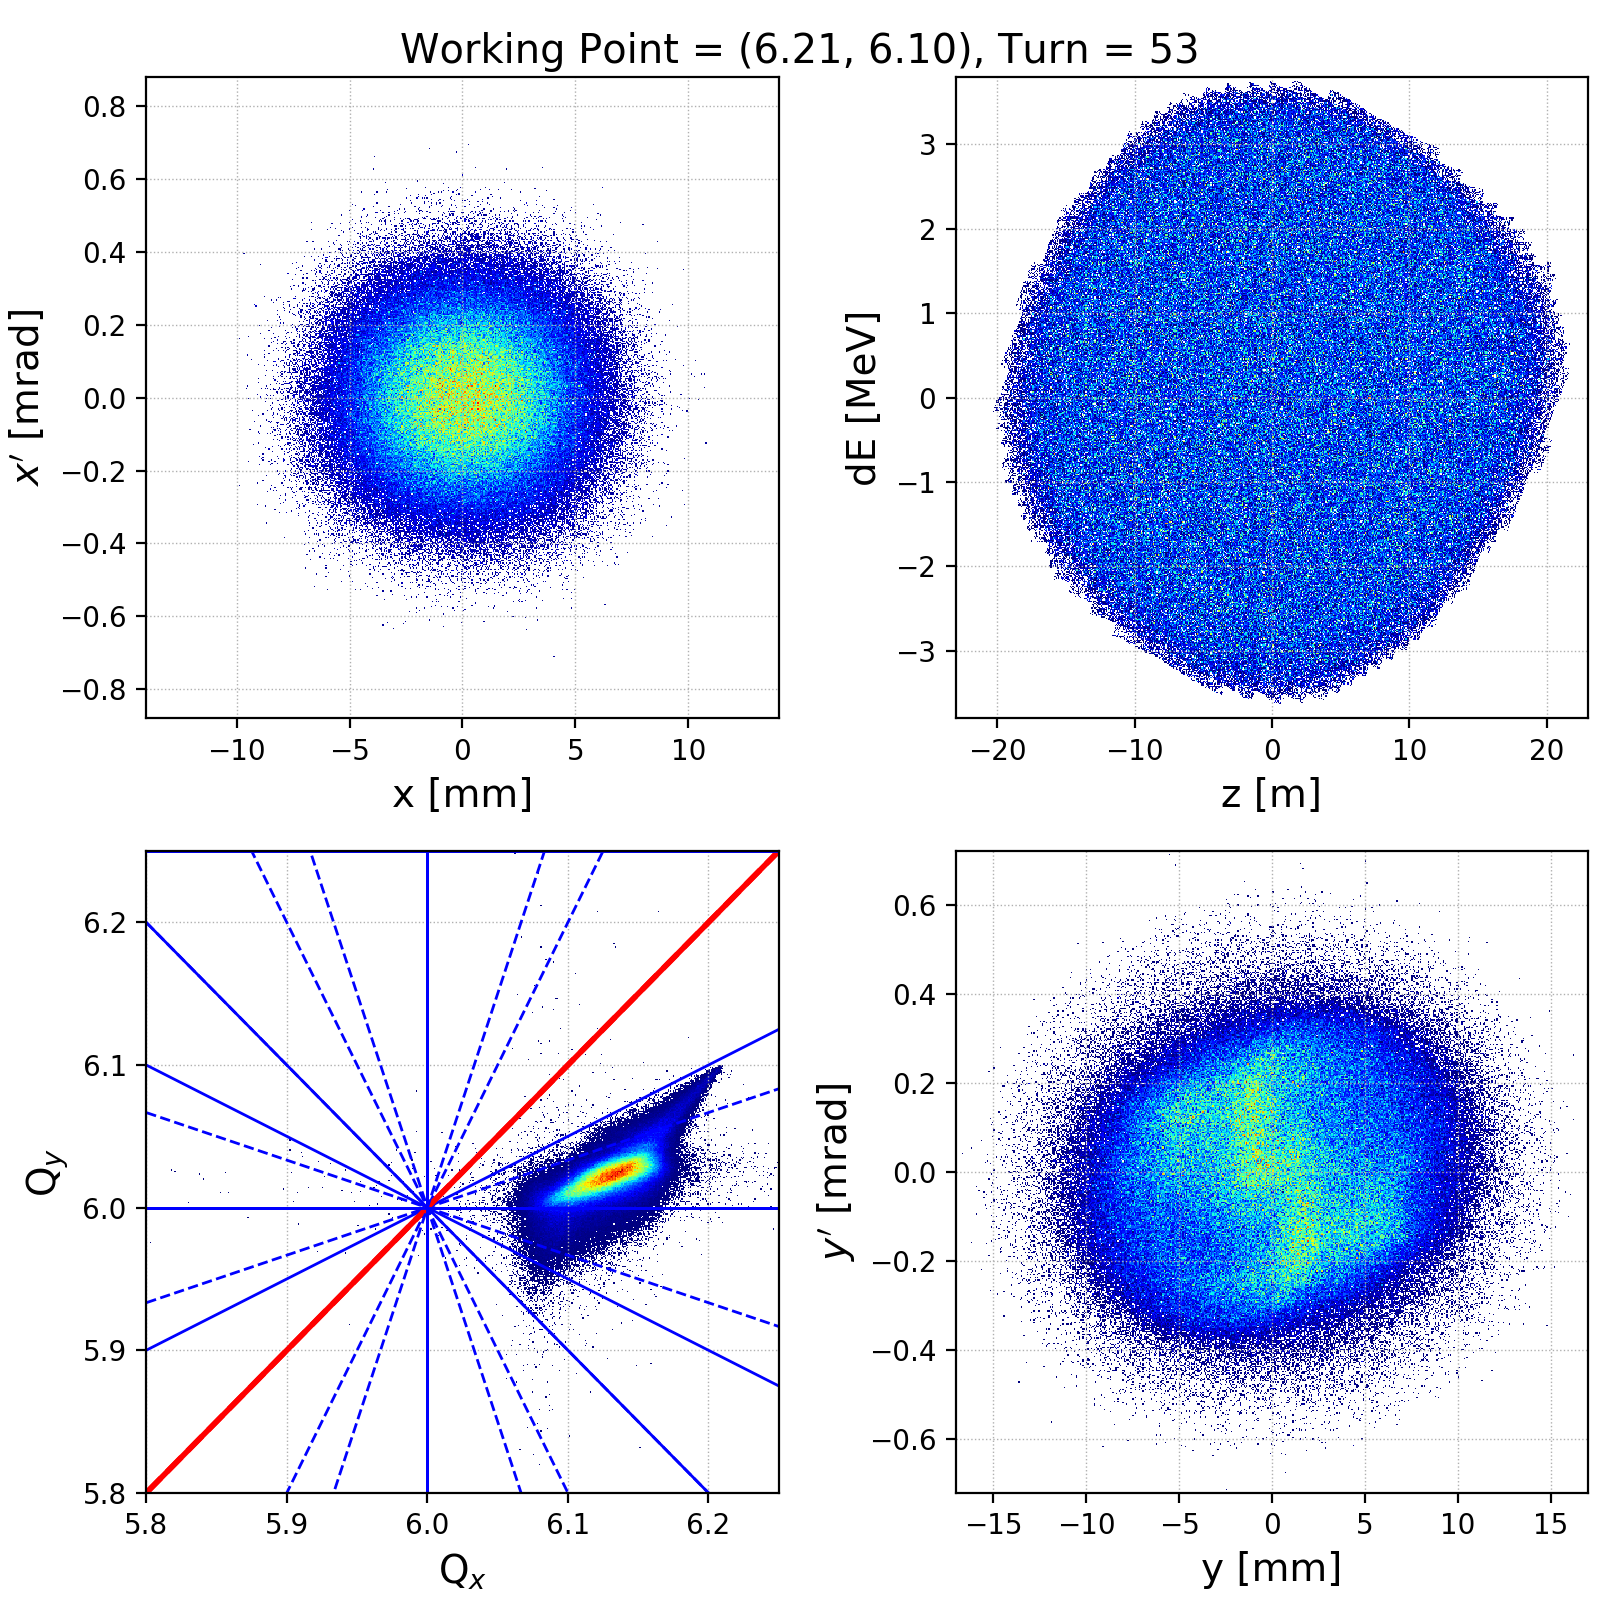 Working Point = (6.21, 6.10), Turn = 53
0.8
0.6
0.4
0.2
0.0
−0.2
−0.4
−0.6
−0.8
x′ [mrad]
−10 −5 0 5 10
x [mm]
3
2
1
0
−1
−2
−3
dE [MeV]
−20 −10 0 10 20
z [m]
6.2
6.1
6.0
5.9
5.8
Qy
5.8 5.9 6.0 6.1 6.2
Qx
0.6
0.4
0.2
0.0
−0.2
−0.4
−0.6
y′ [mrad]
−15 −10 −5 0 5 10 15
y [mm]